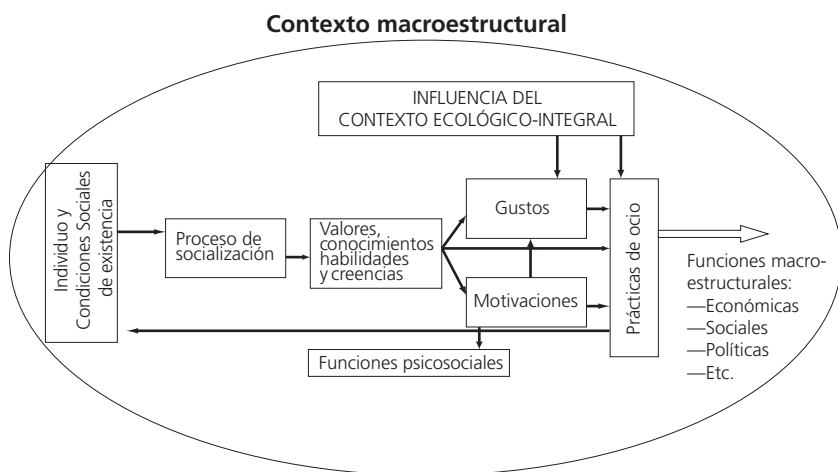 Contexto macroestructural
INFLUENCIA DEL
CONTEXTO ECOLÓGICO-INTEGRAL
Individuo y
Condiciones Sociales
de existencia
Proceso de
socialización
Valores,
conocimientos
habilidades
y creencias
Gustos
Motivaciones
Prácticas de ocio
Funciones macro-
estructurales:
—Económicas
—Sociales
—Políticas
—Etc.
Funciones psicosociales